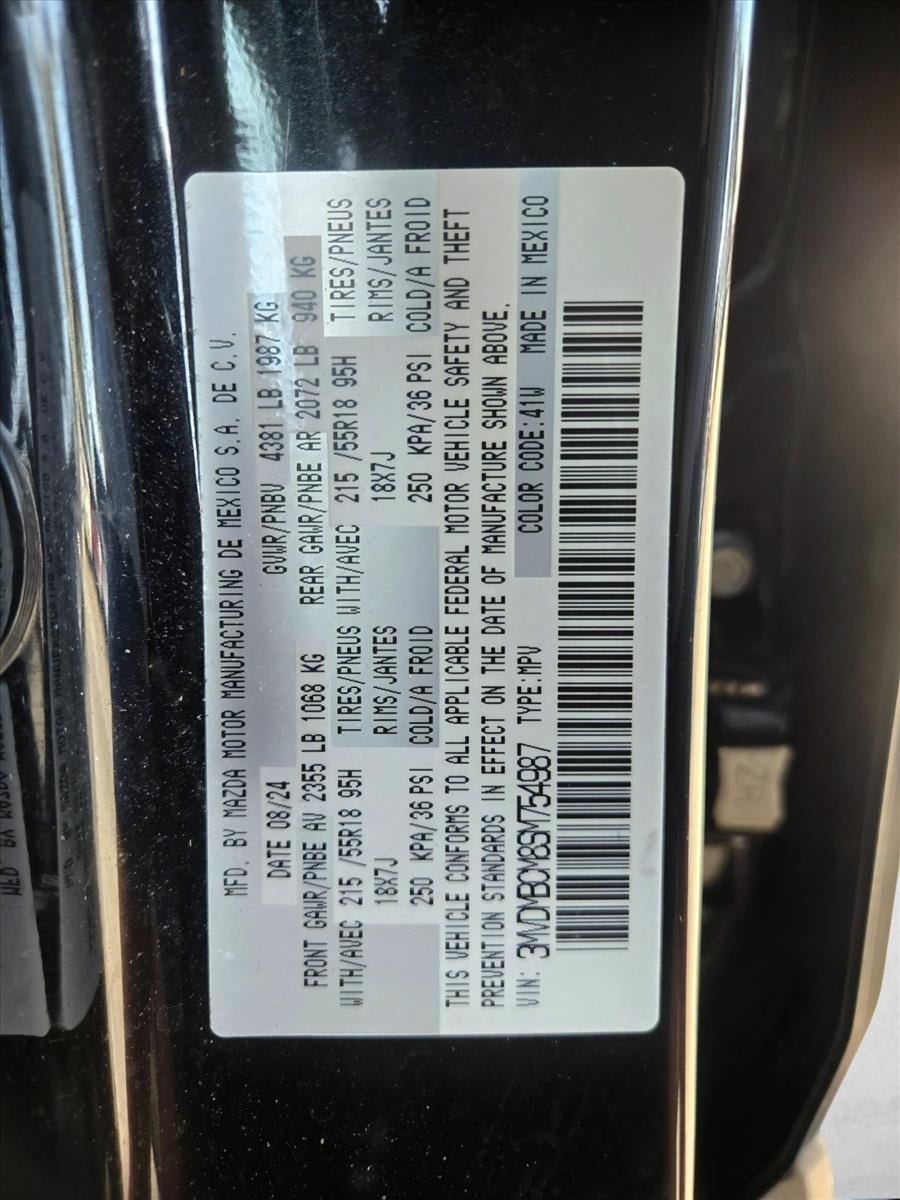 MFD. BY MAZDA MOTOR MANUFACTURING DE MEXICO S.A. DE C.V.
DATE 08/24 GVWR/PNBV 4381 LB 1987 KG
FRONT GAWR/PNBE AV 2355 LB 1068 KG REAR GAWR/PNBE AR 2072 LB 940 KG
WITH/AVEC 215 /55R18 95H TIRES/PNEUS WITH/AVEC 215 /55R18 95H TIRES/PNEUS
18X7J RIMS/JANTES 18X7J RIMS/JANTES
250 KPA/36 PSI COLD/A FROID 250 KPA/36 PSI COLD/A FROID
THIS VEHICLE CONFORMS TO ALL APPLICABLE FEDERAL MOTOR VEHICLE SAFETY AND THEFT
PREVENTION STANDARDS IN EFFECT ON THE DATE OF MANUFACTURE SHOWN ABOVE.
VIN: 3MVDMBCM8SM754987 TYPE:MPV COLOR CODE:41W MADE IN MEXICO